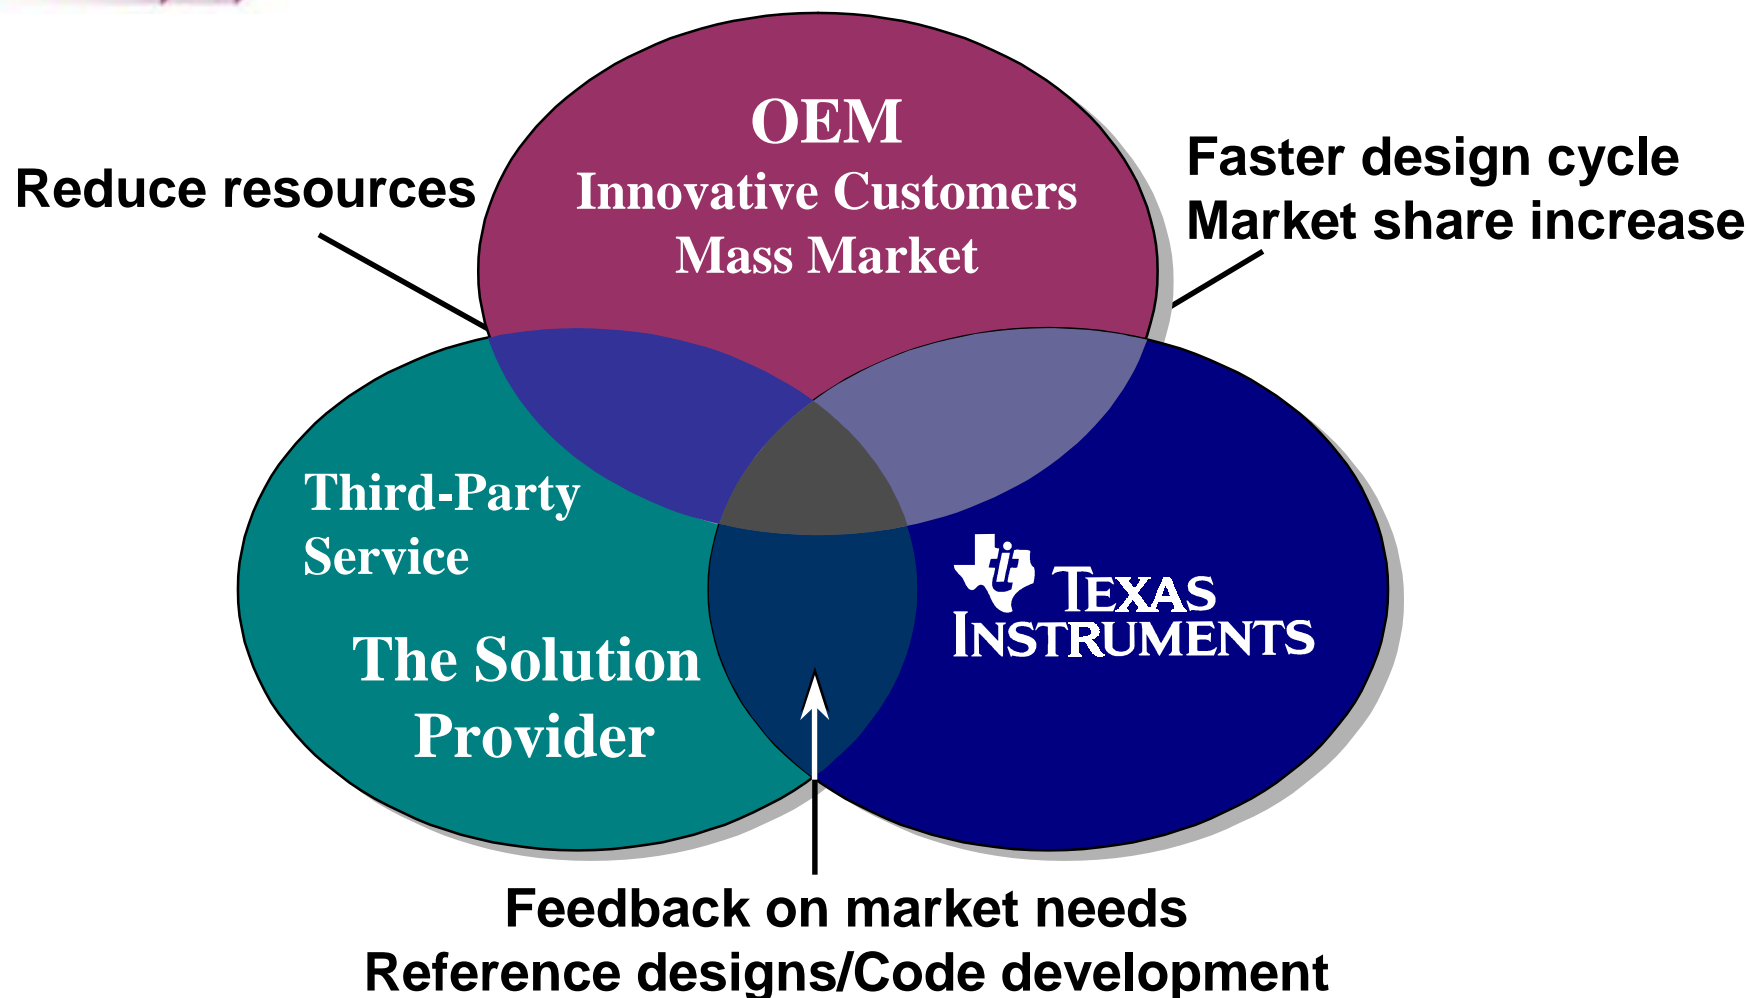 OEM
Innovative Customers
Mass Market
Reduce resources
Faster design cycle
Market share increase
Third-Party
Service
The Solution
Provider
TEXAS
INSTRUMENTS
Feedback on market needs
Reference designs/Code development